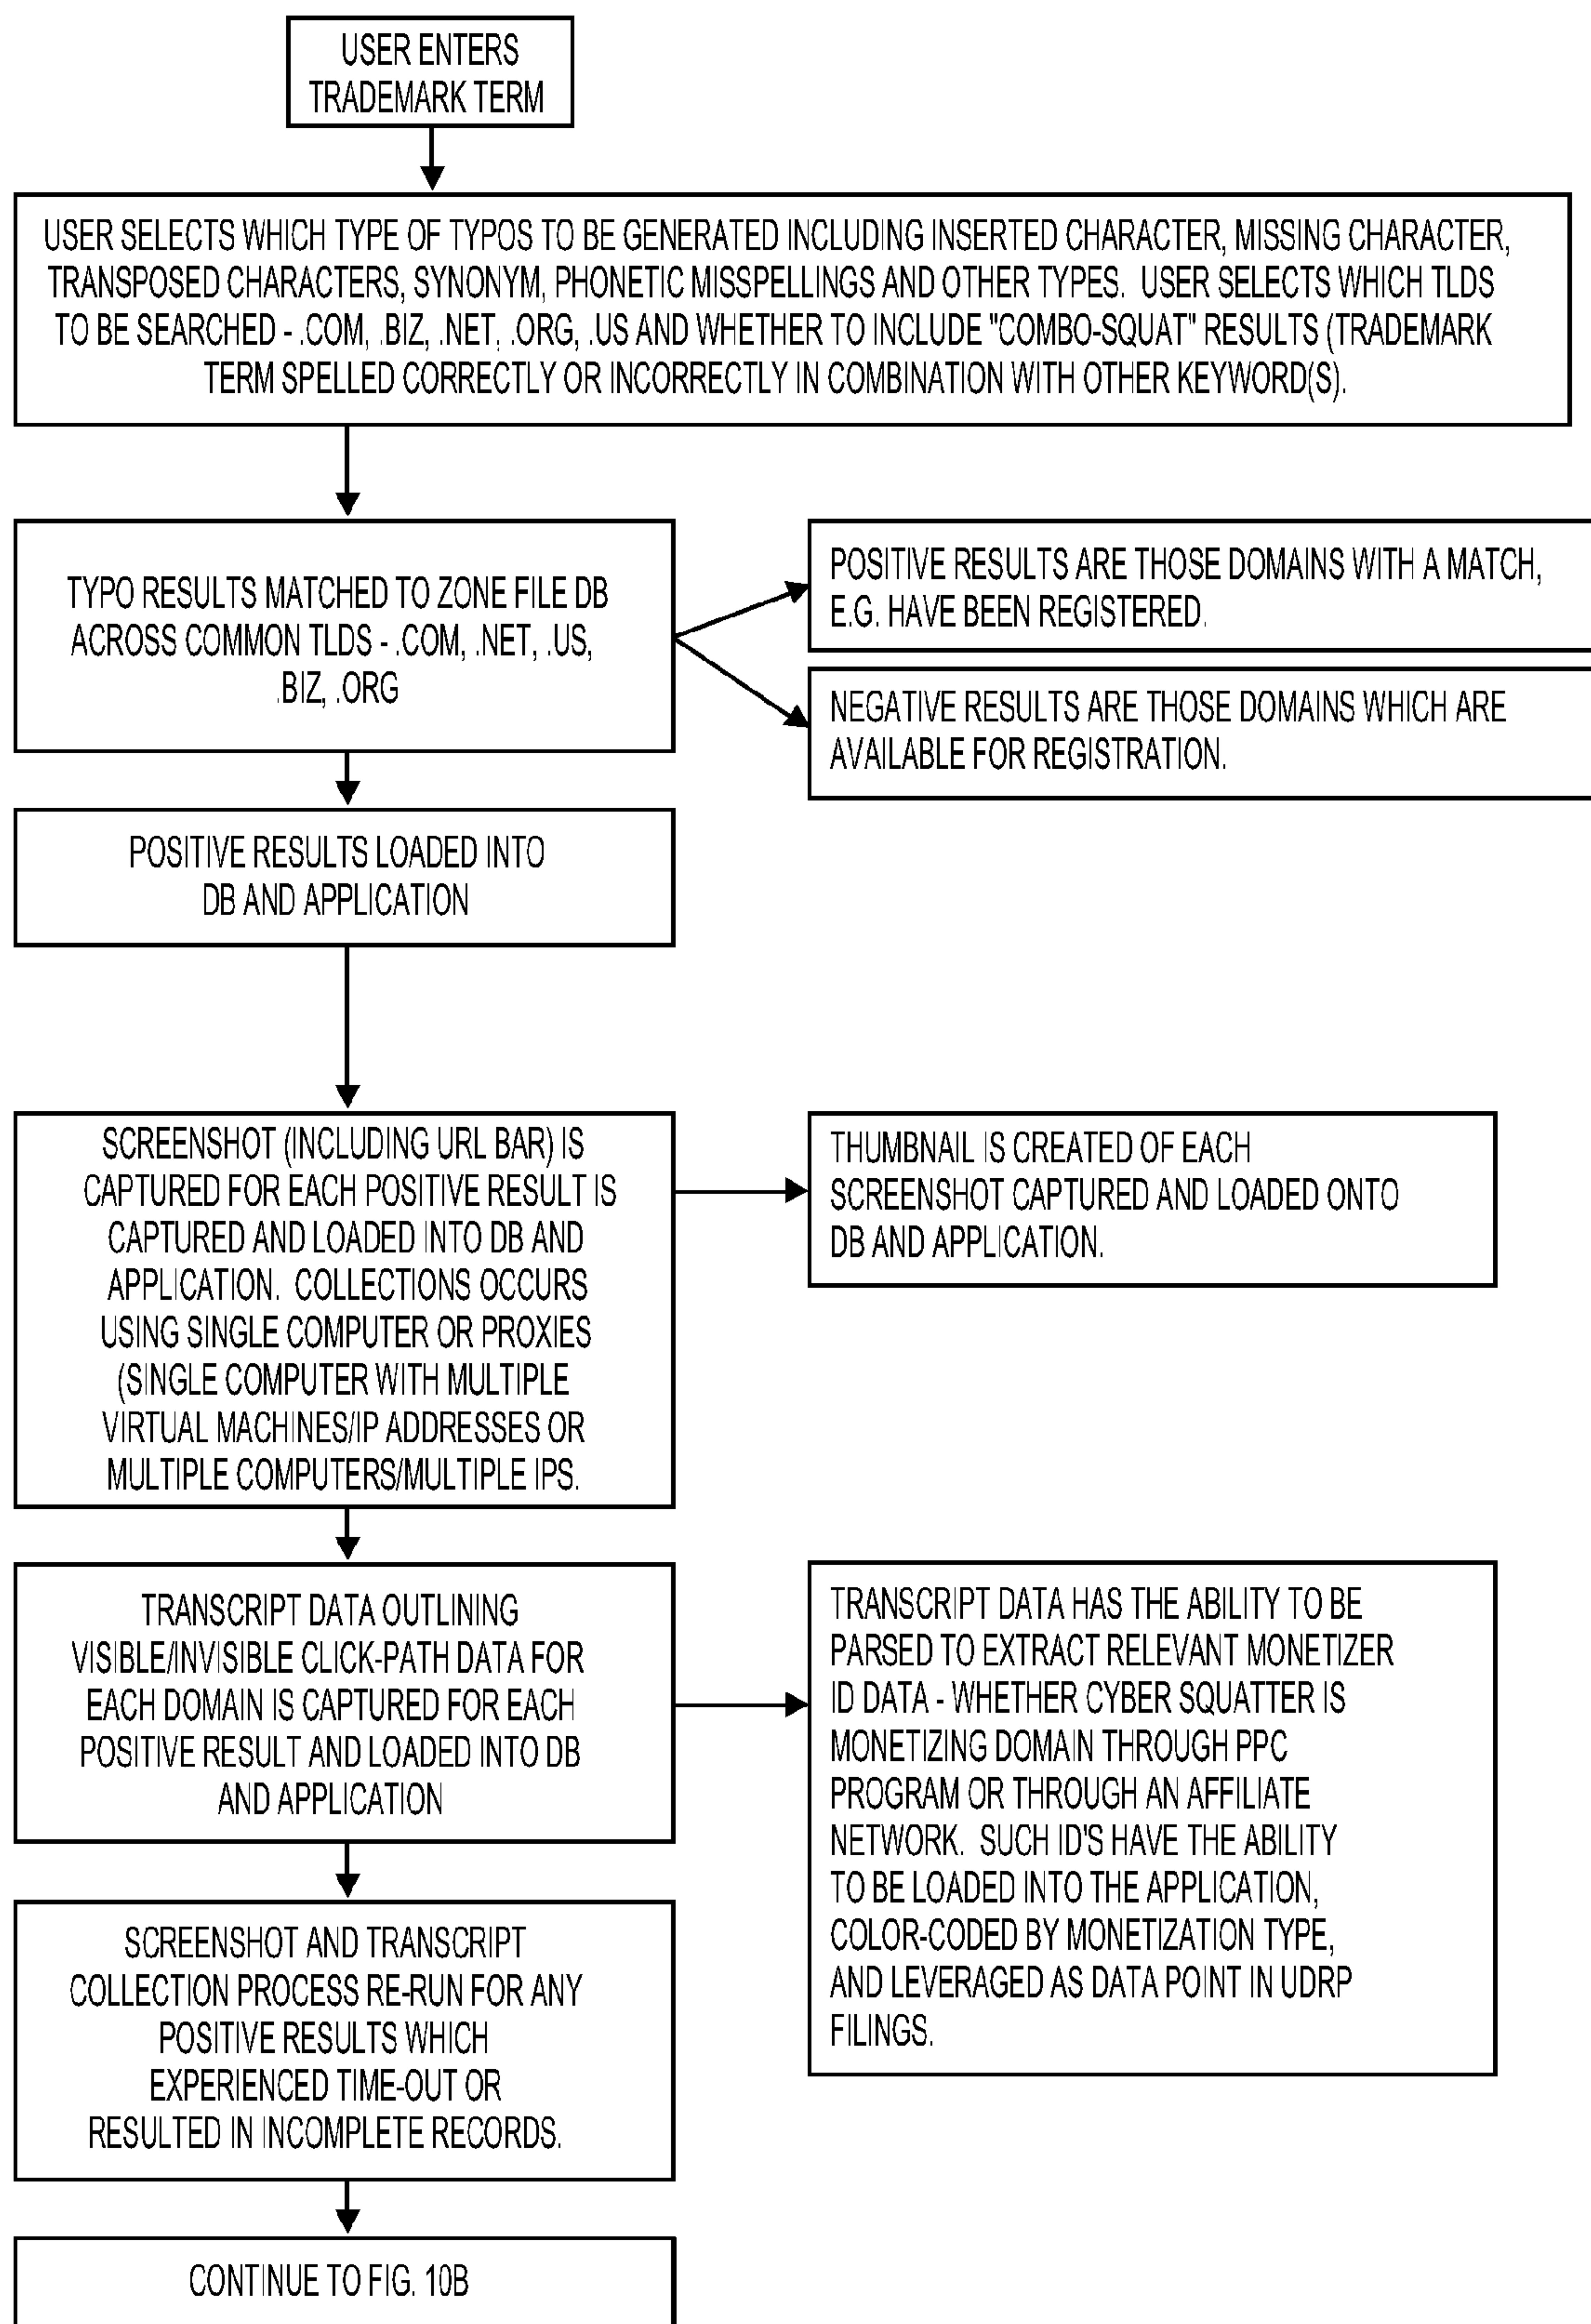 USER ENTERS
TRADEMARK TERM
USER SELECTS WHICH TYPE OF TYPOS TO BE GENERATED INCLUDING INSERTED CHARACTER, MISSING CHARACTER,
TRANSPOSED CHARACTERS, SYNONYM, PHONETIC MISSPELLINGS AND OTHER TYPES. USER SELECTS WHICH TLDS
TO BE SEARCHED - .COM, .BIZ, .NET, .ORG, .US AND WHETHER TO INCLUDE "COMBO-SQUAT" RESULTS (TRADEMARK
TERM SPELLED CORRECTLY OR INCORRECTLY IN COMBINATION WITH OTHER KEYWORD(S).
TYPO RESULTS MATCHED TO ZONE FILE DB
ACROSS COMMON TLDS - .COM, .NET, .US,
.BIZ, .ORG
POSITIVE RESULTS ARE THOSE DOMAINS WITH A MATCH,
E.G. HAVE BEEN REGISTERED.
NEGATIVE RESULTS ARE THOSE DOMAINS WHICH ARE
AVAILABLE FOR REGISTRATION.
POSITIVE RESULTS LOADED INTO
DB AND APPLICATION
SCREENSHOT (INCLUDING URL BAR) IS
CAPTURED FOR EACH POSITIVE RESULT IS
CAPTURED AND LOADED INTO DB AND
APPLICATION. COLLECTIONS OCCURS
USING SINGLE COMPUTER OR PROXIES
(SINGLE COMPUTER WITH MULTIPLE
VIRTUAL MACHINES/IP ADDRESSES OR
MULTIPLE COMPUTERS/MULTIPLE IPS.
THUMBNAIL IS CREATED OF EACH
SCREENSHOT CAPTURED AND LOADED ONTO
DB AND APPLICATION.
TRANSCRIPT DATA OUTLINING
VISIBLE/INVISIBLE CLICK-PATH DATA FOR
EACH DOMAIN IS CAPTURED FOR EACH
POSITIVE RESULT AND LOADED INTO DB
AND APPLICATION
TRANSCRIPT DATA HAS THE ABILITY TO BE
PARSED TO EXTRACT RELEVANT MONETIZER
ID DATA - WHETHER CYBER SQUATTER IS
MONETIZING DOMAIN THROUGH PPC
PROGRAM OR THROUGH AN AFFILIATE
NETWORK. SUCH ID'S HAVE THE ABILITY
TO BE LOADED INTO THE APPLICATION,
COLOR-CODED BY MONETIZATION TYPE,
AND LEVERAGED AS DATA POINT IN UDRP
FILINGS.
SCREENSHOT AND TRANSCRIPT
COLLECTION PROCESS RE-RUN FOR ANY
POSITIVE RESULTS WHICH
EXPERIENCED TIME-OUT OR
RESULTED IN INCOMPLETE RECORDS.
CONTINUE TO FIG. 10B